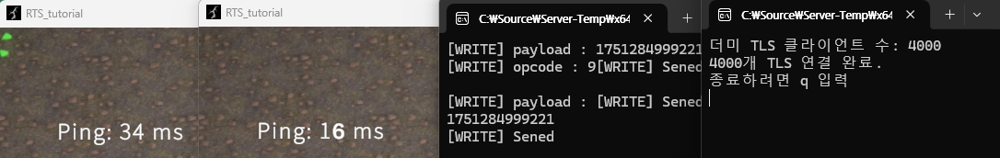 RTS_tutorial
Ping: 34 ms
RTS_tutorial
Ping: 16 ms
C:₩Source₩Server-Temp₩x64
[WRITE] payload : 1751284999221
[WRITE] opcode : 9[WRITE] Sened
[WRITE] payload : [WRITE] Sened
1751284999221
[WRITE] Sened
C:₩Source₩Server-Temp₩x64
더미 TLS 클라이언트 수: 4000
4000개 TLS 연결 완료.
종료하려면 q 입력